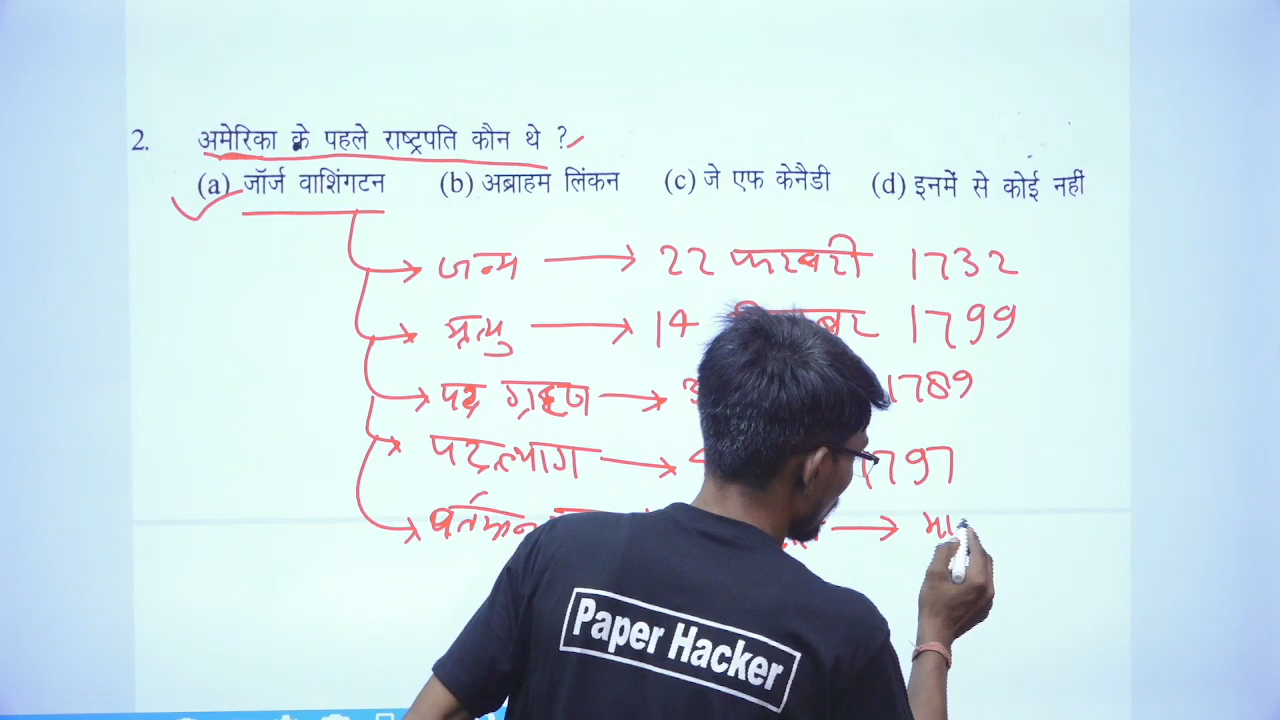 2. अमेरिका के पहले राष्ट्रपति कौन थे ?
(a) जॉर्ज वाशिंगटन (b) अब्राहम लिंकन (c) जे एफ केनैडी (d) इनमें से कोई नहीं
जन्म → 22 फरवरी 1732
मृत्यु → 14 1799
पद ग्रहण → 1789
पदत्याग → 1797
→
Paper Hacker